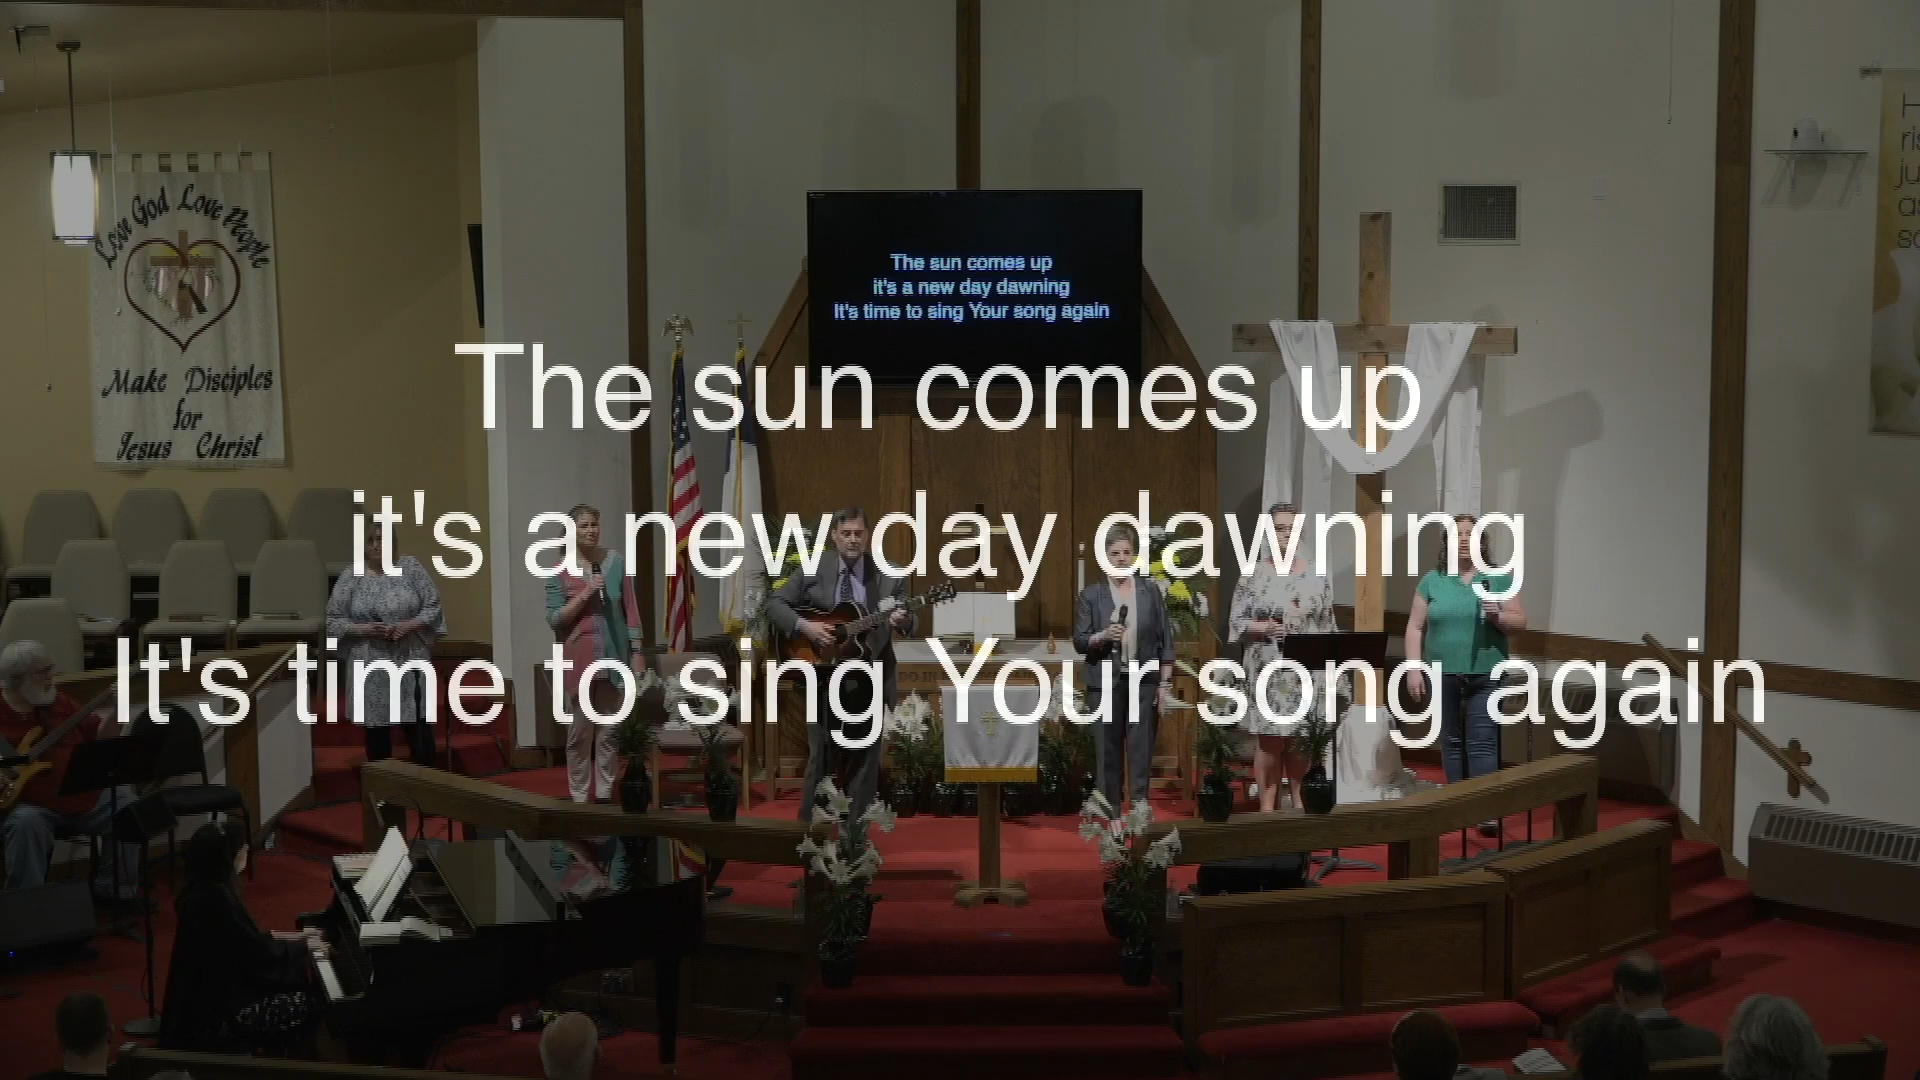 Love God Love People
Make Disciples
for
Jesus Christ
The sun comes up
it's a new day dawning
It's time to sing Your song again
The sun comes up
it's a new day dawning
It's time to sing Your song again
DO IN